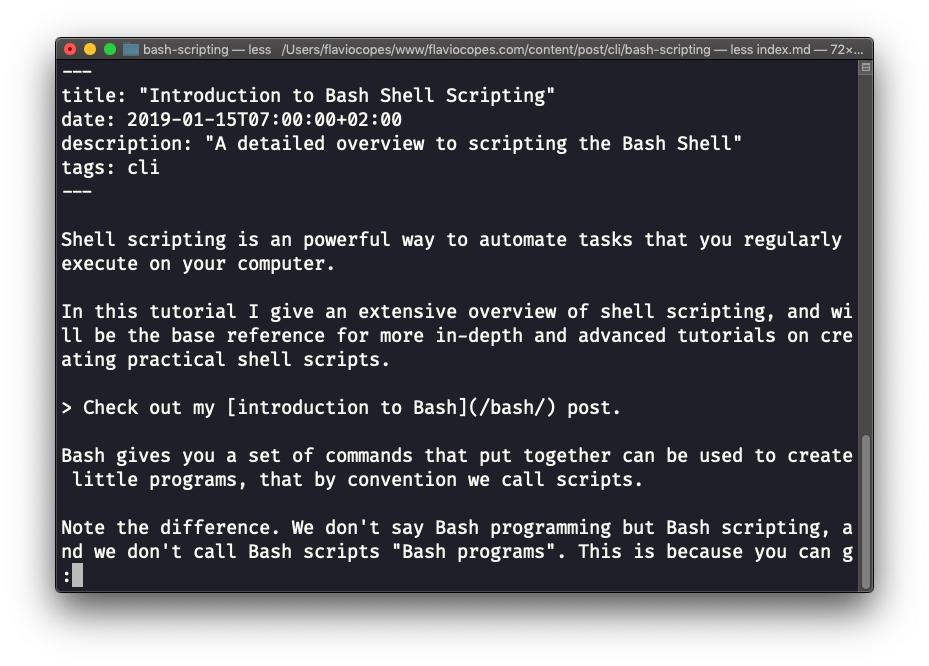 bash-scripting — less /Users/flaviocopes/www/flaviocopes.com/content/post/cli/bash-scripting — less index.md — 72×...
---
title: "Introduction to Bash Shell Scripting"
date: 2019-01-15T07:00:00+02:00
description: "A detailed overview to scripting the Bash Shell"
tags: cli
---
Shell scripting is an powerful way to automate tasks that you regularly
execute on your computer.
In this tutorial I give an extensive overview of shell scripting, and wi
ll be the base reference for more in-depth and advanced tutorials on cre
ating practical shell scripts.
> Check out my [introduction to Bash](/bash/) post.
Bash gives you a set of commands that put together can be used to create
 little programs, that by convention we call scripts.
Note the difference. We don't say Bash programming but Bash scripting, a
nd we don't call Bash scripts "Bash programs". This is because you can g
: